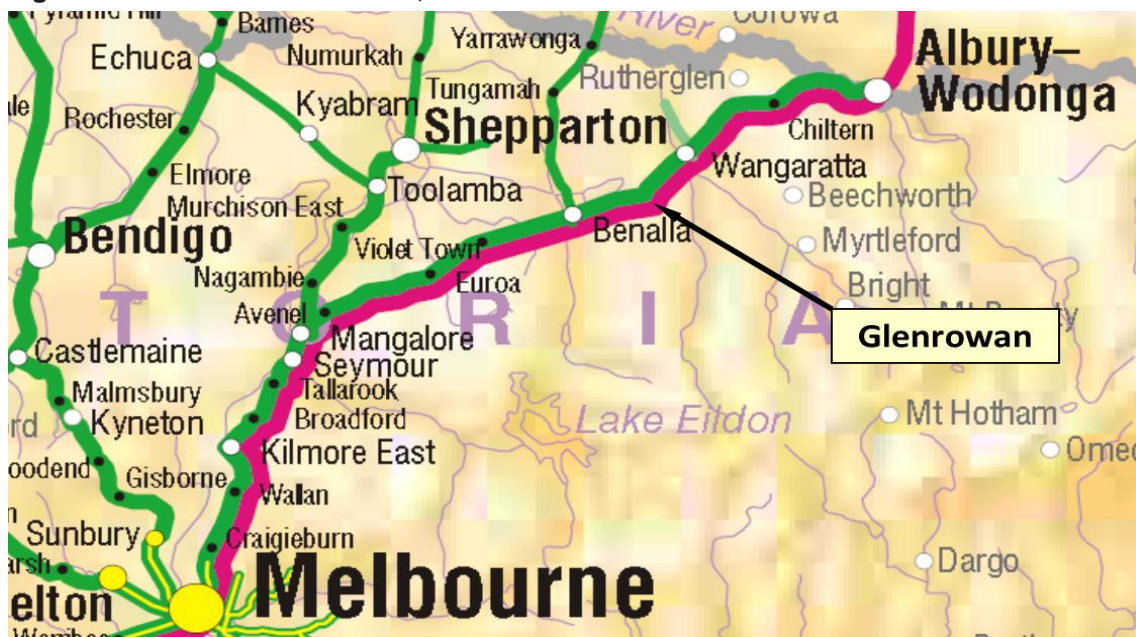 River
Corowa
Barnes
Echuca
Numurkah
Yarrawonga
Albury–
Wodonga
Rutherglen
Tungamah
Kyabram
Rochester
Shepparton
Chiltern
Wangaratta
Elmore
Toolamba
Beechworth
Murchison East
Bendigo
Violet Town
Benalla
Myrtleford
Nagambie
Euroa
Bright
T O R I A
Avenel
Mangalore
Glenrowan
Castlemaine
Seymour
Malmsbury
Tallarook
Kyneton
Broadford
Lake Eildon
Mt Hotham
Kilmore East
Gisborne
Wallan
Sunbury
Craigieburn
Melbourne
Dargo
elton